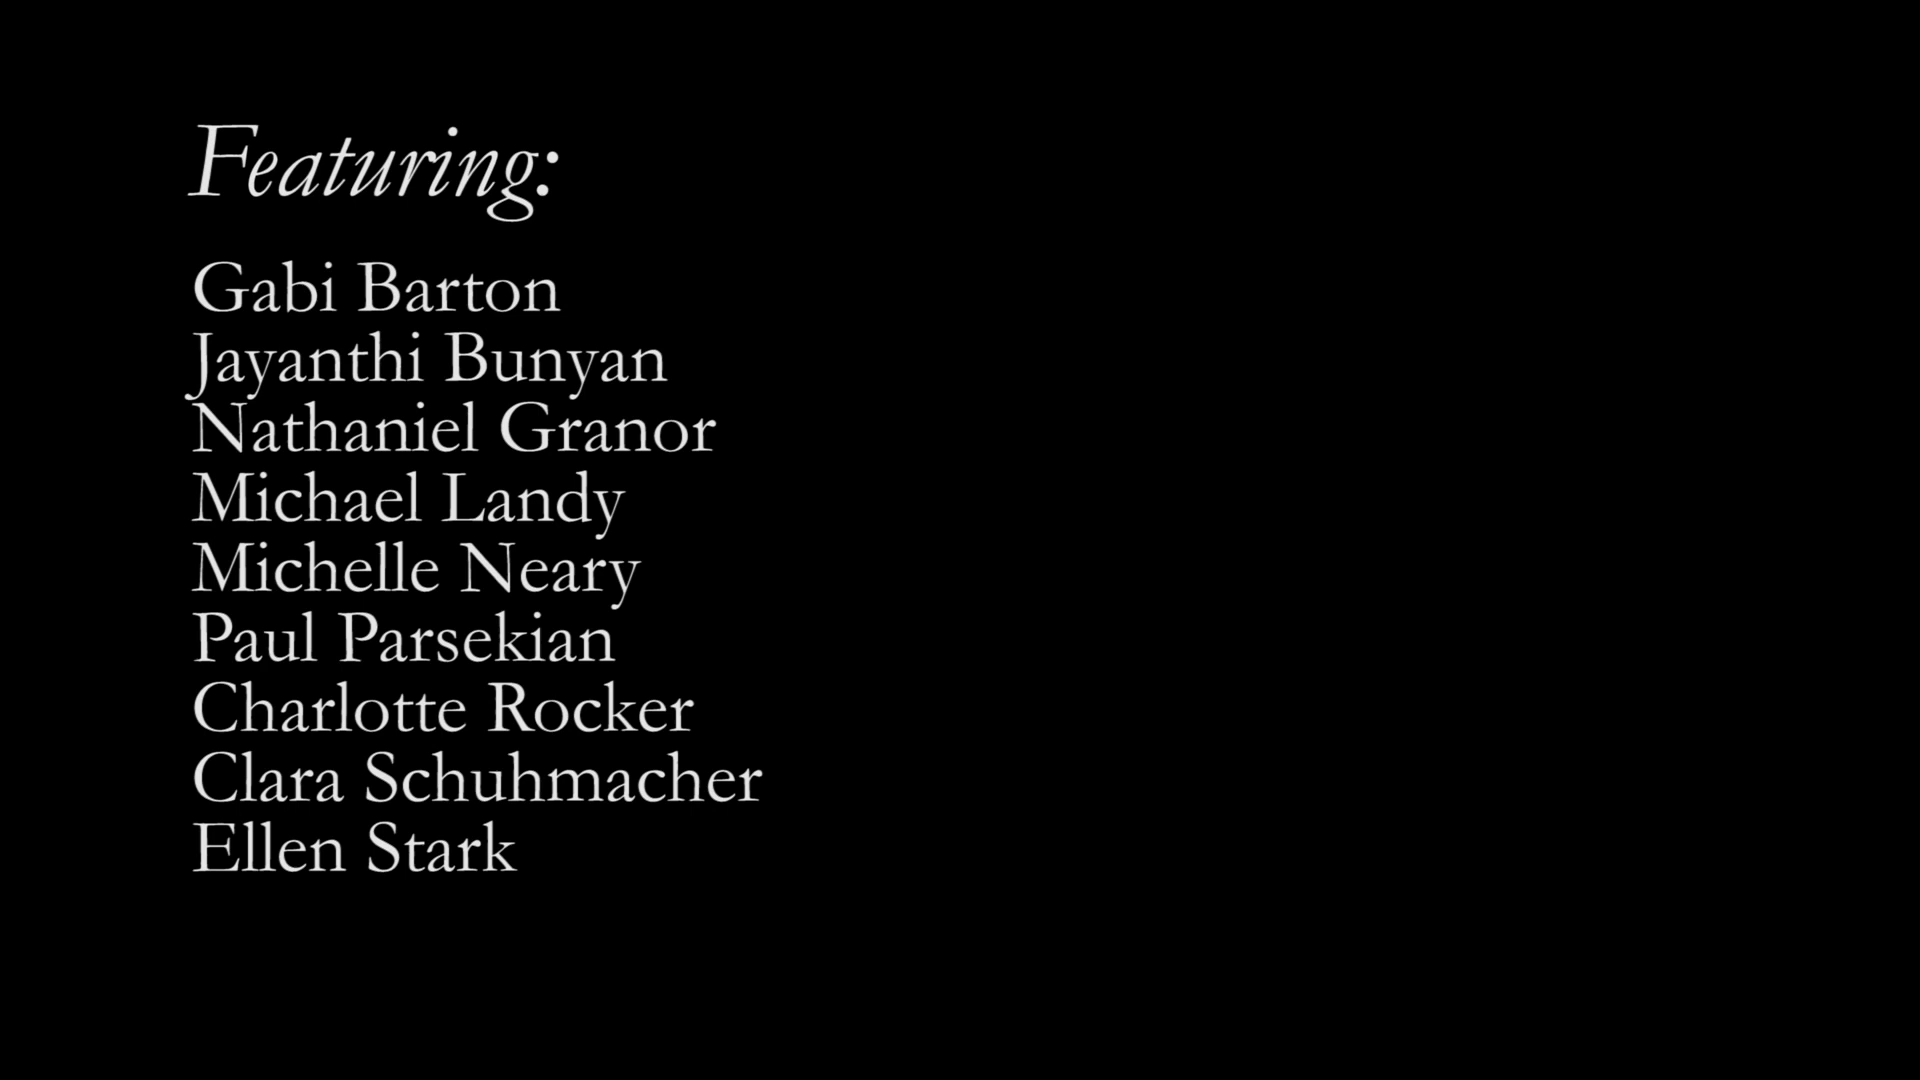 Featuring:
Gabi Barton
Jayanthi Bunyan
Nathaniel Granor
Michael Landy
Michelle Neary
Paul Parsekian
Charlotte Rocker
Clara Schuhmacher
Ellen Stark